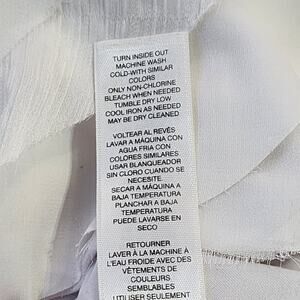 TURN INSIDE OUT
MACHINE WASH
COLD-WITH SIMILAR
COLORS
ONLY NON-CHLORINE
BLEACH WHEN NEEDED
TUMBLE DRY LOW
COOL IRON AS NEEDED
MAY BE DRY CLEANED
VOLTEAR AL REVÉS
LAVAR A MÁQUINA CON
AGUA FRIA CON
COLORES SIMILARES
USAR BLANQUEADOR
SIN CLORO CUANDO SE
NECESITE.
SECAR A MÁQUINA A
BAJA TEMPERATURA
PLANCHAR A BAJA
TEMPERATURA
PUEDE LAVARSE EN
SECO
RETOURNER
LAVER À LA MACHINE À
L'EAU FROIDE AVEC DES
VÊTEMENTS DE
COULEURS
SEMBLABLES
UTILISER SEULEMENT